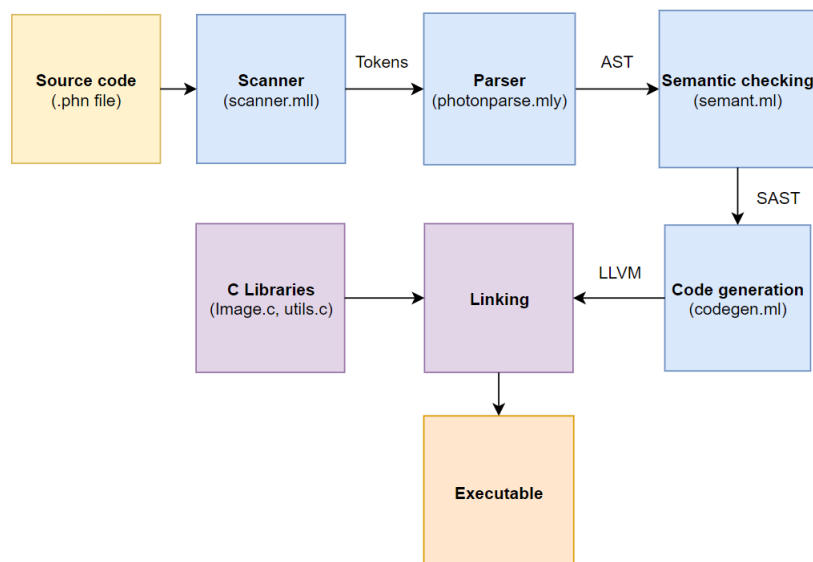 Source code
(.phn file)
Scanner
(scanner.mll)
Tokens
Parser
(photonparse.mly)
AST
Semantic checking
(semant.ml)
SAST
C Libraries
(Image.c, utils.c)
Linking
LLVM
Code generation
(codegen.ml)
Executable